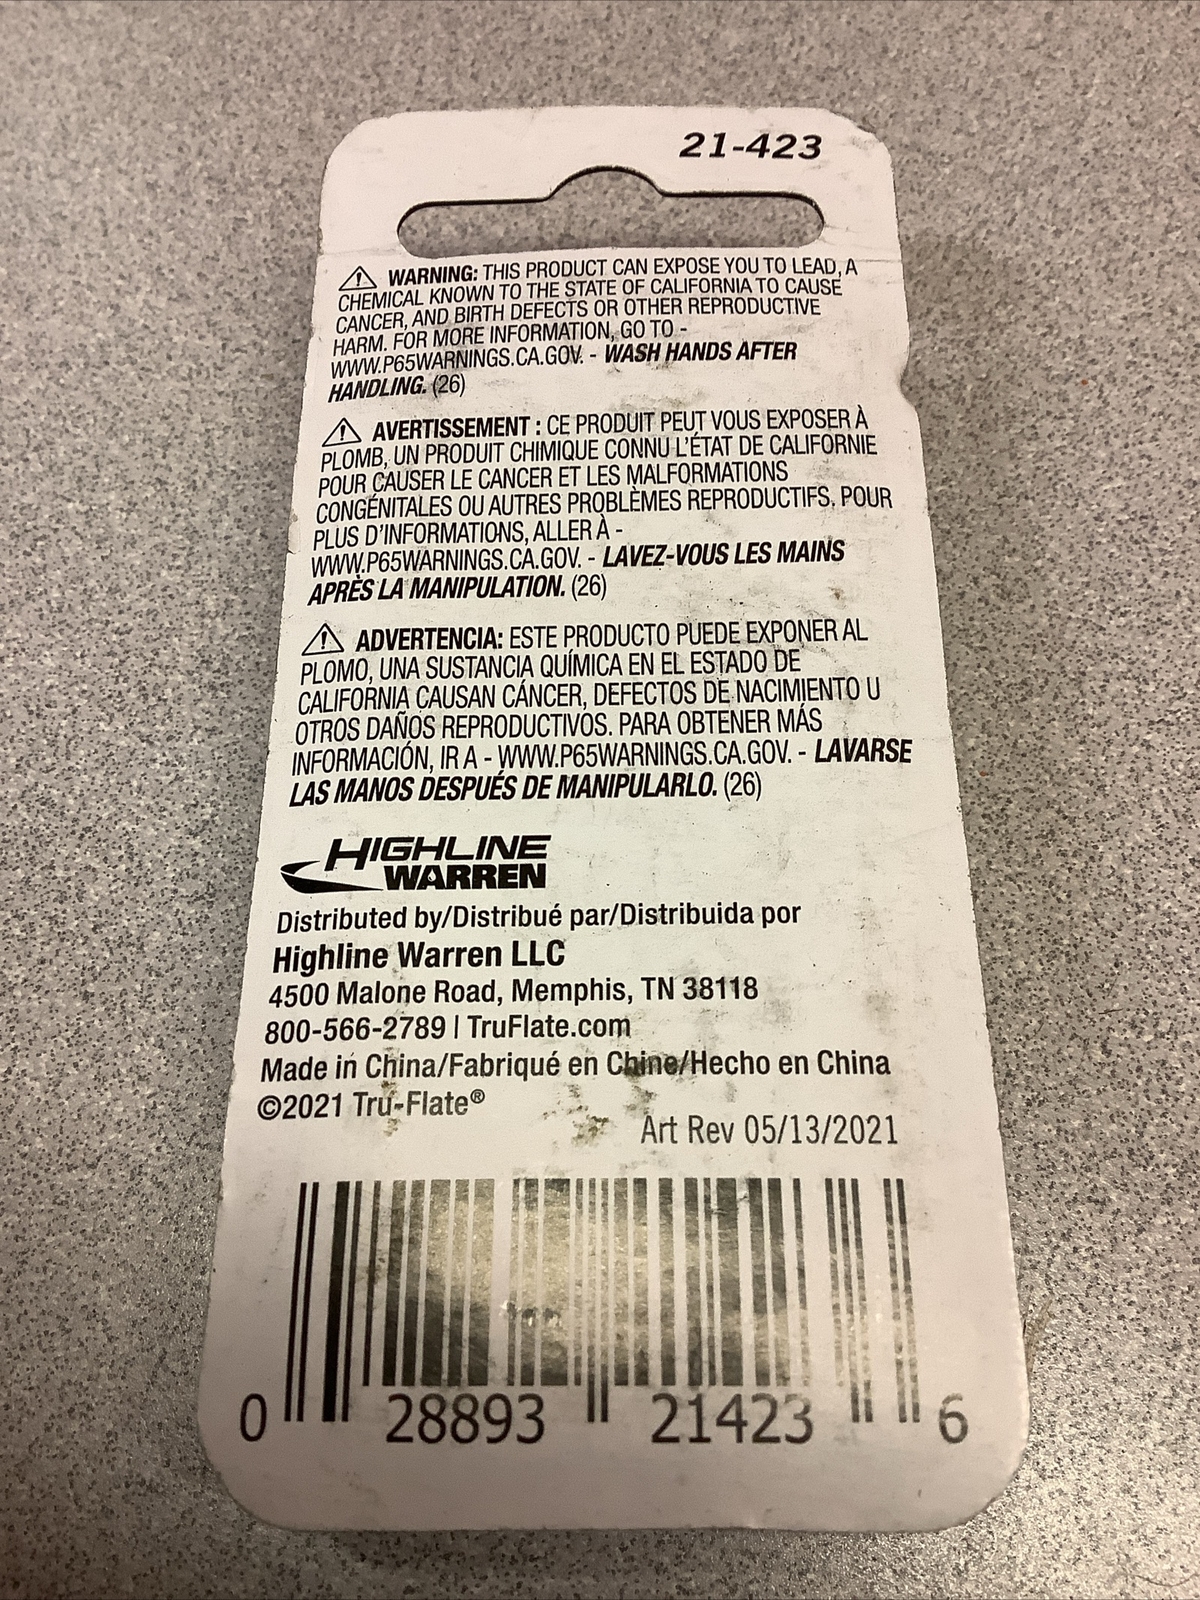 21-423
⚠ WARNING: THIS PRODUCT CAN EXPOSE YOU TO LEAD, A
CHEMICAL KNOWN TO THE STATE OF CALIFORNIA TO CAUSE
CANCER, AND BIRTH DEFECTS OR OTHER REPRODUCTIVE
HARM. FOR MORE INFORMATION, GO TO -
WWW.P65WARNINGS.CA.GOV. - WASH HANDS AFTER
HANDLING. (26)
⚠ AVERTISSEMENT : CE PRODUIT PEUT VOUS EXPOSER À
PLOMB, UN PRODUIT CHIMIQUE CONNU L'ÉTAT DE CALIFORNIE
POUR CAUSER LE CANCER ET LES MALFORMATIONS
CONGÉNITALES OU AUTRES PROBLÈMES REPRODUCTIFS. POUR
PLUS D'INFORMATIONS, ALLER À -
WWW.P65WARNINGS.CA.GOV. - LAVEZ-VOUS LES MAINS
APRÈS LA MANIPULATION. (26)
⚠ ADVERTENCIA: ESTE PRODUCTO PUEDE EXPONER AL
PLOMO, UNA SUSTANCIA QUÍMICA EN EL ESTADO DE
CALIFORNIA CAUSAN CÁNCER, DEFECTOS DE NACIMIENTO U
OTROS DAÑOS REPRODUCTIVOS. PARA OBTENER MÁS
INFORMACIÓN, IR A - WWW.P65WARNINGS.CA.GOV. - LAVARSE
LAS MANOS DESPUÉS DE MANIPULARLO. (26)
HIGHLINE
WARREN
Distributed by/Distribué par/Distribuida por
Highline Warren LLC
4500 Malone Road, Memphis, TN 38118
800-566-2789 | TruFlate.com
Made in China/Fabriqué en Chine/Hecho en China
©2021 Tru-Flate®
Art Rev 05/13/2021
0 28893 21423 6